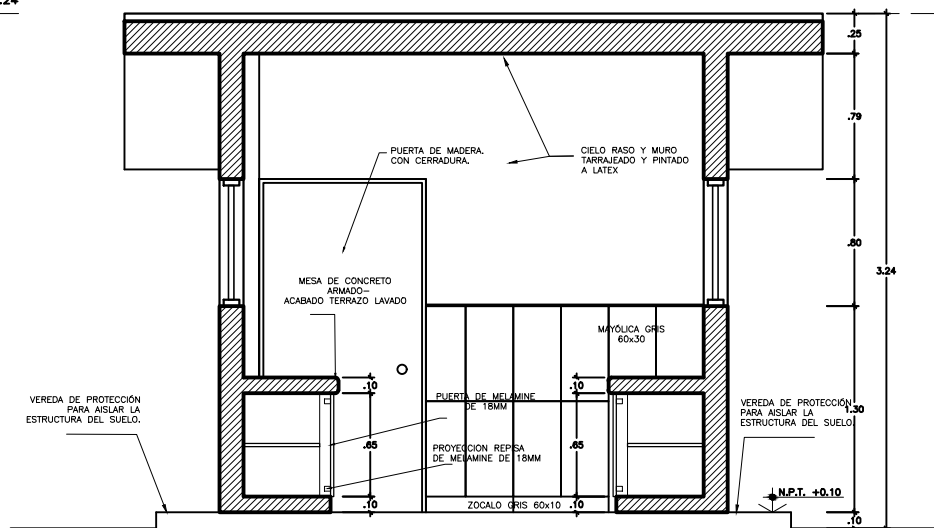 .24
.25
.79
PUERTA DE MADERA.
CON CERRADURA.
CIELO RASO Y MURO
TARRAJEADO Y PINTADO
A LATEX
.80
3.24
MESA DE CONCRETO
ARMADO-
ACABADO TERRAZO LAVADO
MAYÓLICA GRIS
60x30
.10
.10
VEREDA DE PROTECCIÓN
PARA AISLAR LA
ESTRUCTURA DEL SUELO.
PUERTA DE MELAMINE
DE 18MM
VEREDA DE PROTECCIÓN
PARA AISLAR LA
ESTRUCTURA DEL SUELO.
1.30
.65
.65
PROYECCION REPISA
DE MELAMINE DE 18MM
N.P.T. +0.10
.10
ZOCALO GRIS 60x10
.10
.10